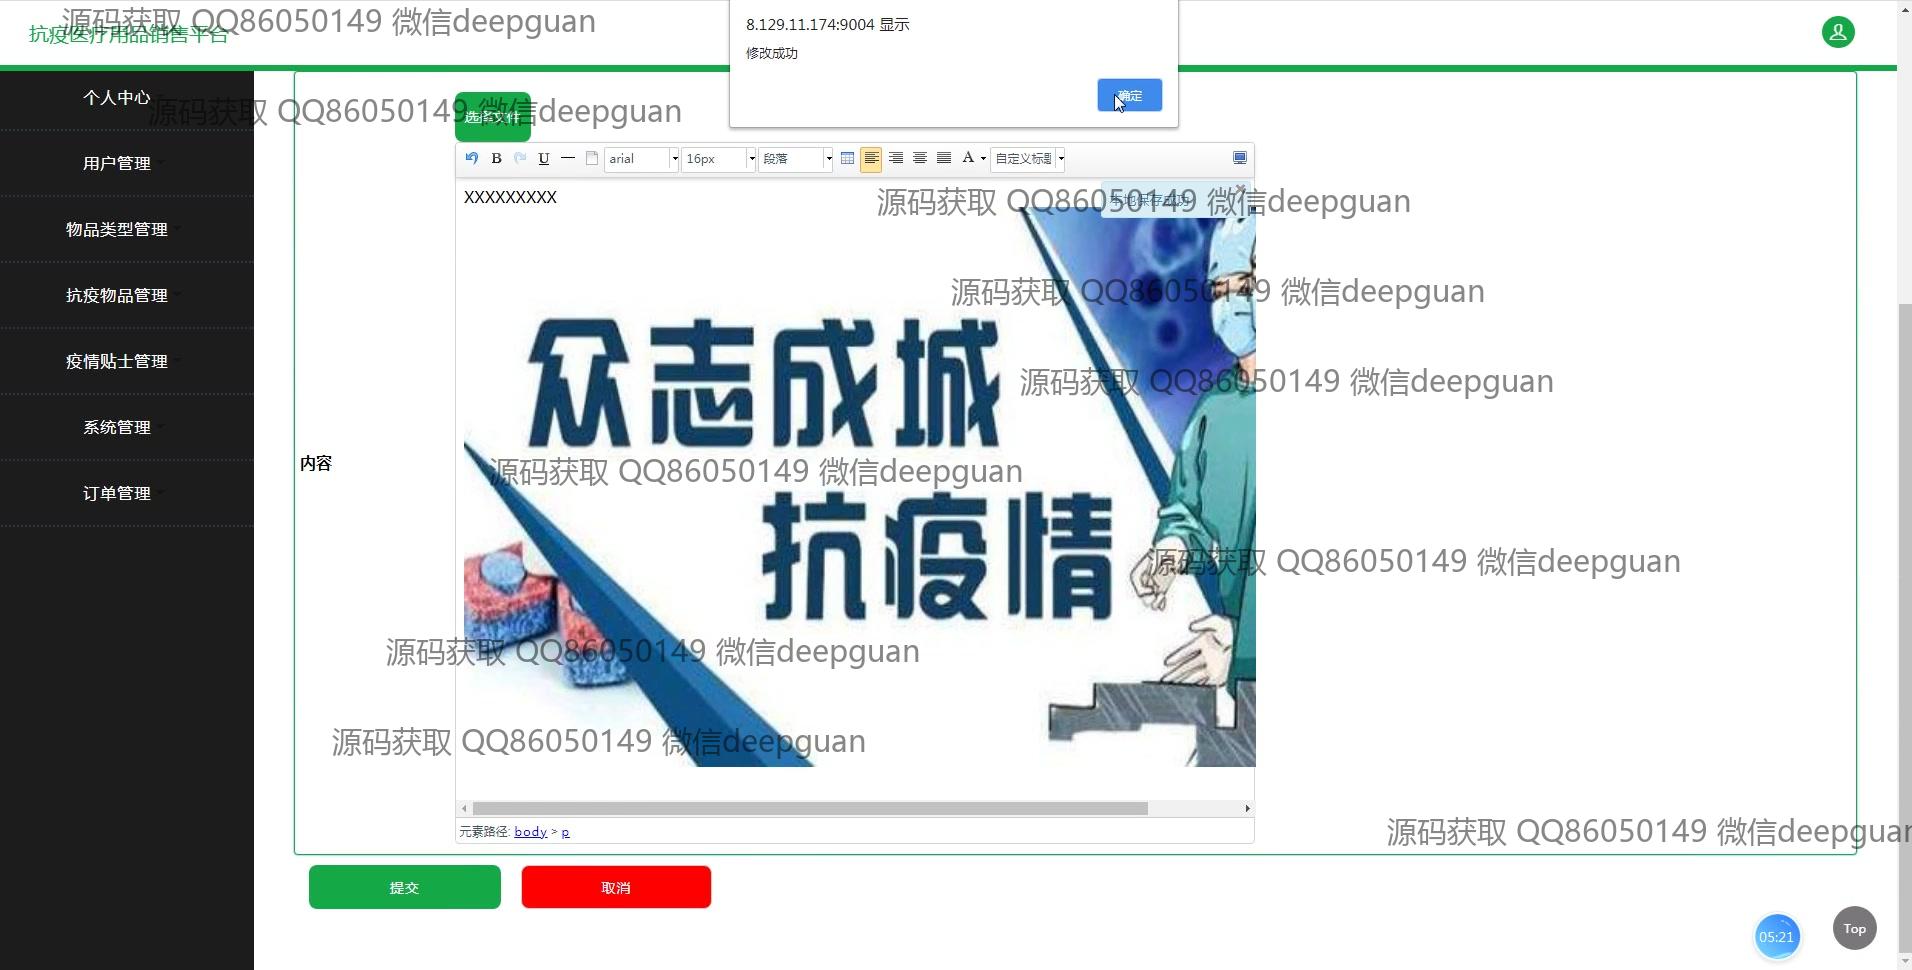 源码获取 QQ86050149 微信deepguan
抗疫医疗用品销售平台
8.129.11.174:9004 显示
修改成功
确定
个人中心
源码获取 QQ86050149 微信deepguan
选择文件
用户管理
B
U
arial
16px
段落
A
自定义标题
XXXXXXXXX
本地保存成功
源码获取 QQ86050149 微信deepguan
物品类型管理
源码获取 QQ86050149 微信deepguan
抗疫物品管理
疫情贴士管理
众志成城
源码获取 QQ86050149 微信deepguan
系统管理
内容
源码获取 QQ86050149 微信deepguan
订单管理
抗疫情
源码获取 QQ86050149 微信deepguan
源码获取 QQ86050149 微信deepguan
源码获取 QQ86050149 微信deepguan
元素路径: body > p
源码获取 QQ86050149 微信deepguan
提交
取消
05:21
Top